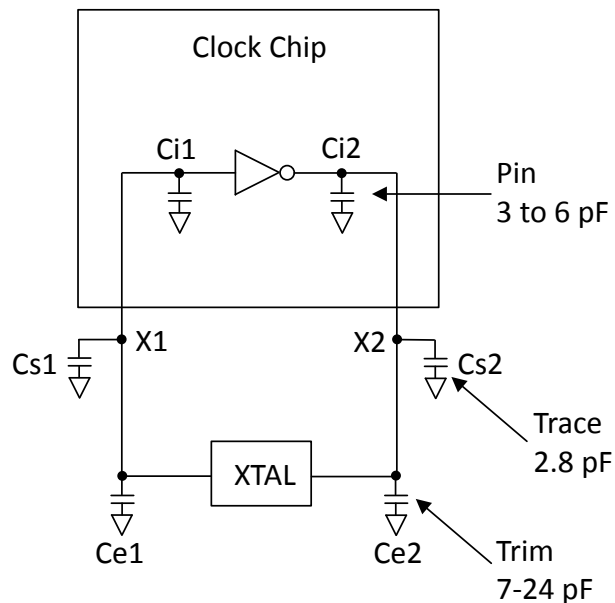 Clock Chip
Ci1
Ci2
Pin
3 to 6 pF
X1
X2
Cs1
Cs2
Trace
2.8 pF
XTAL
Ce1
Ce2
Trim
7-24 pF